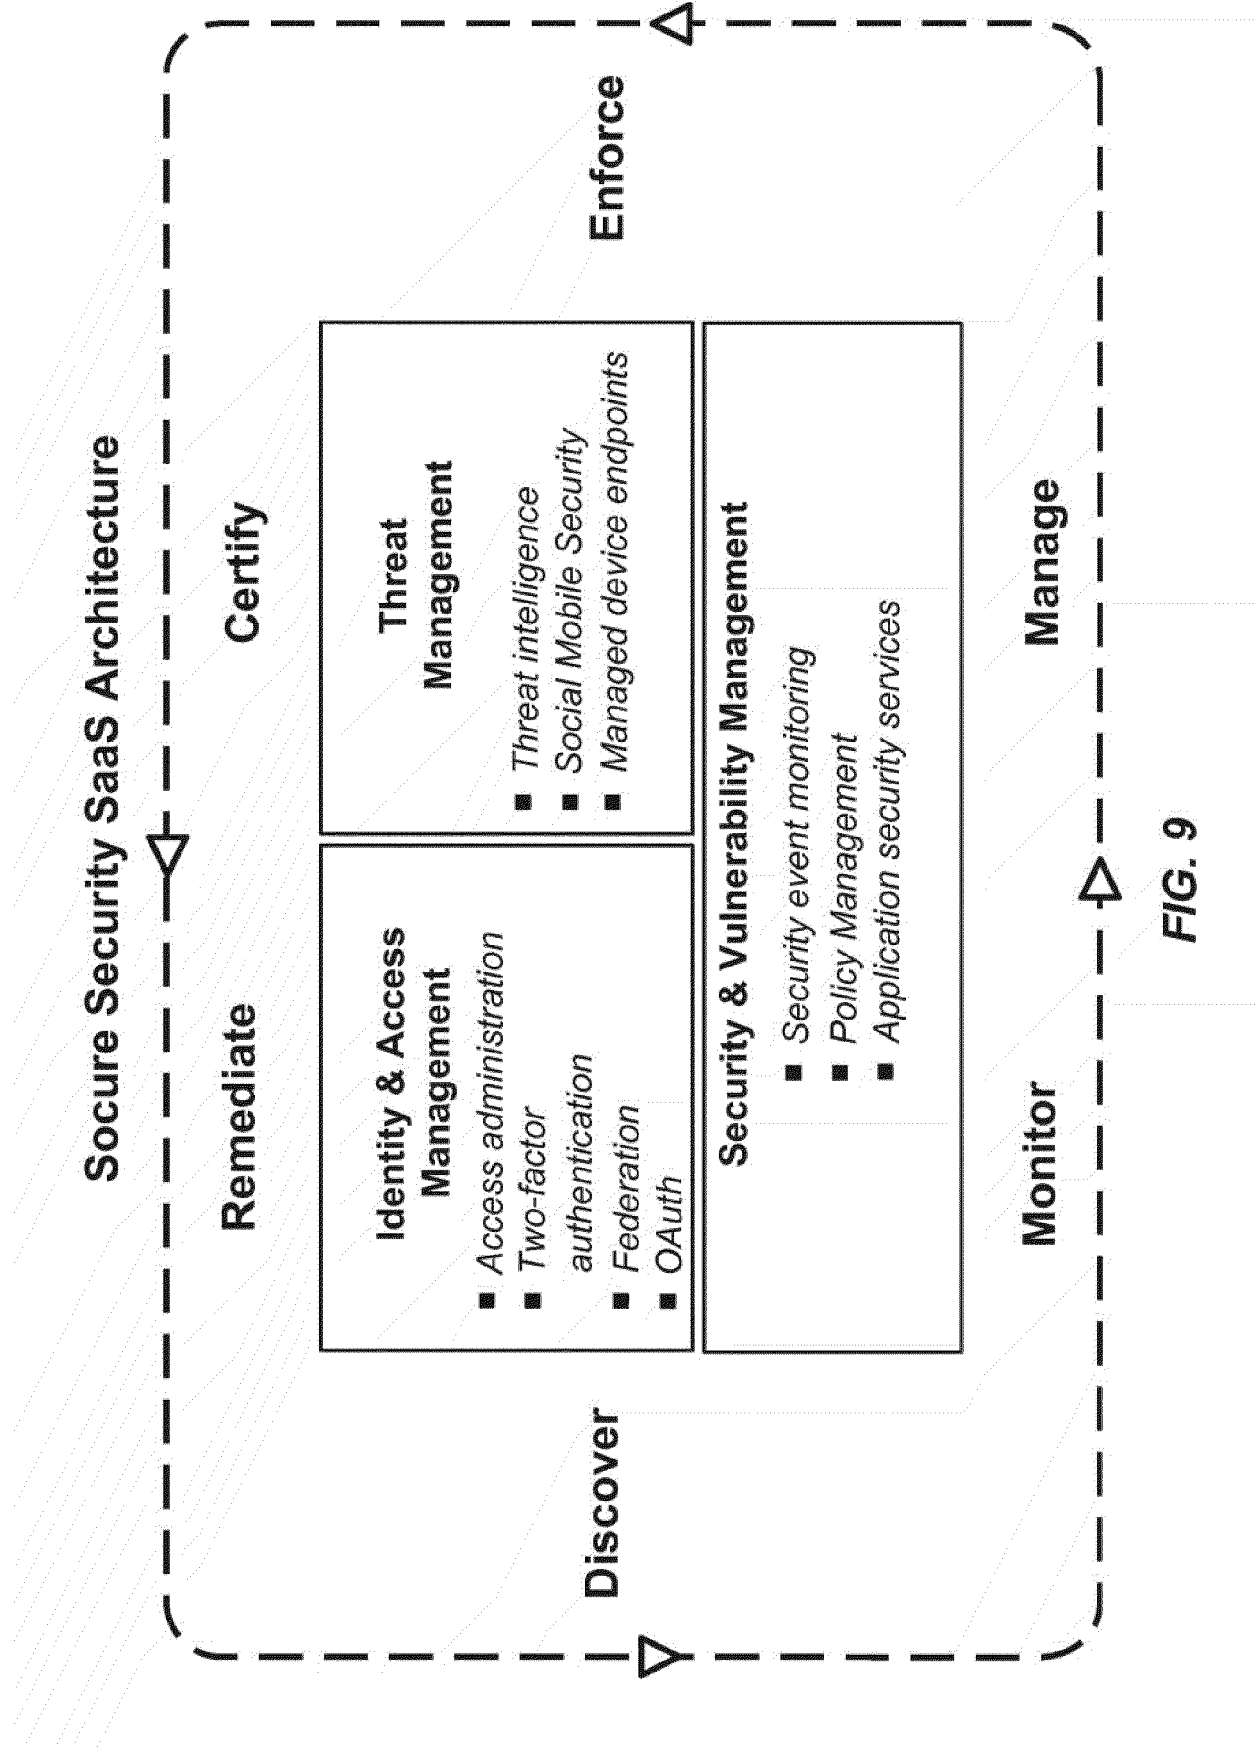 Socure Security SaaS Architecture
Remediate
Certify
Discover
Identity & Access
Management
■ Access administration
■ Two-factor
authentication
■ Federation
■ OAuth
Threat
Management
■ Threat intelligence
■ Social Mobile Security
■ Managed device endpoints
Enforce
Security & Vulnerability Management
■ Security event monitoring
■ Policy Management
■ Application security services
Monitor
Manage
FIG. 9